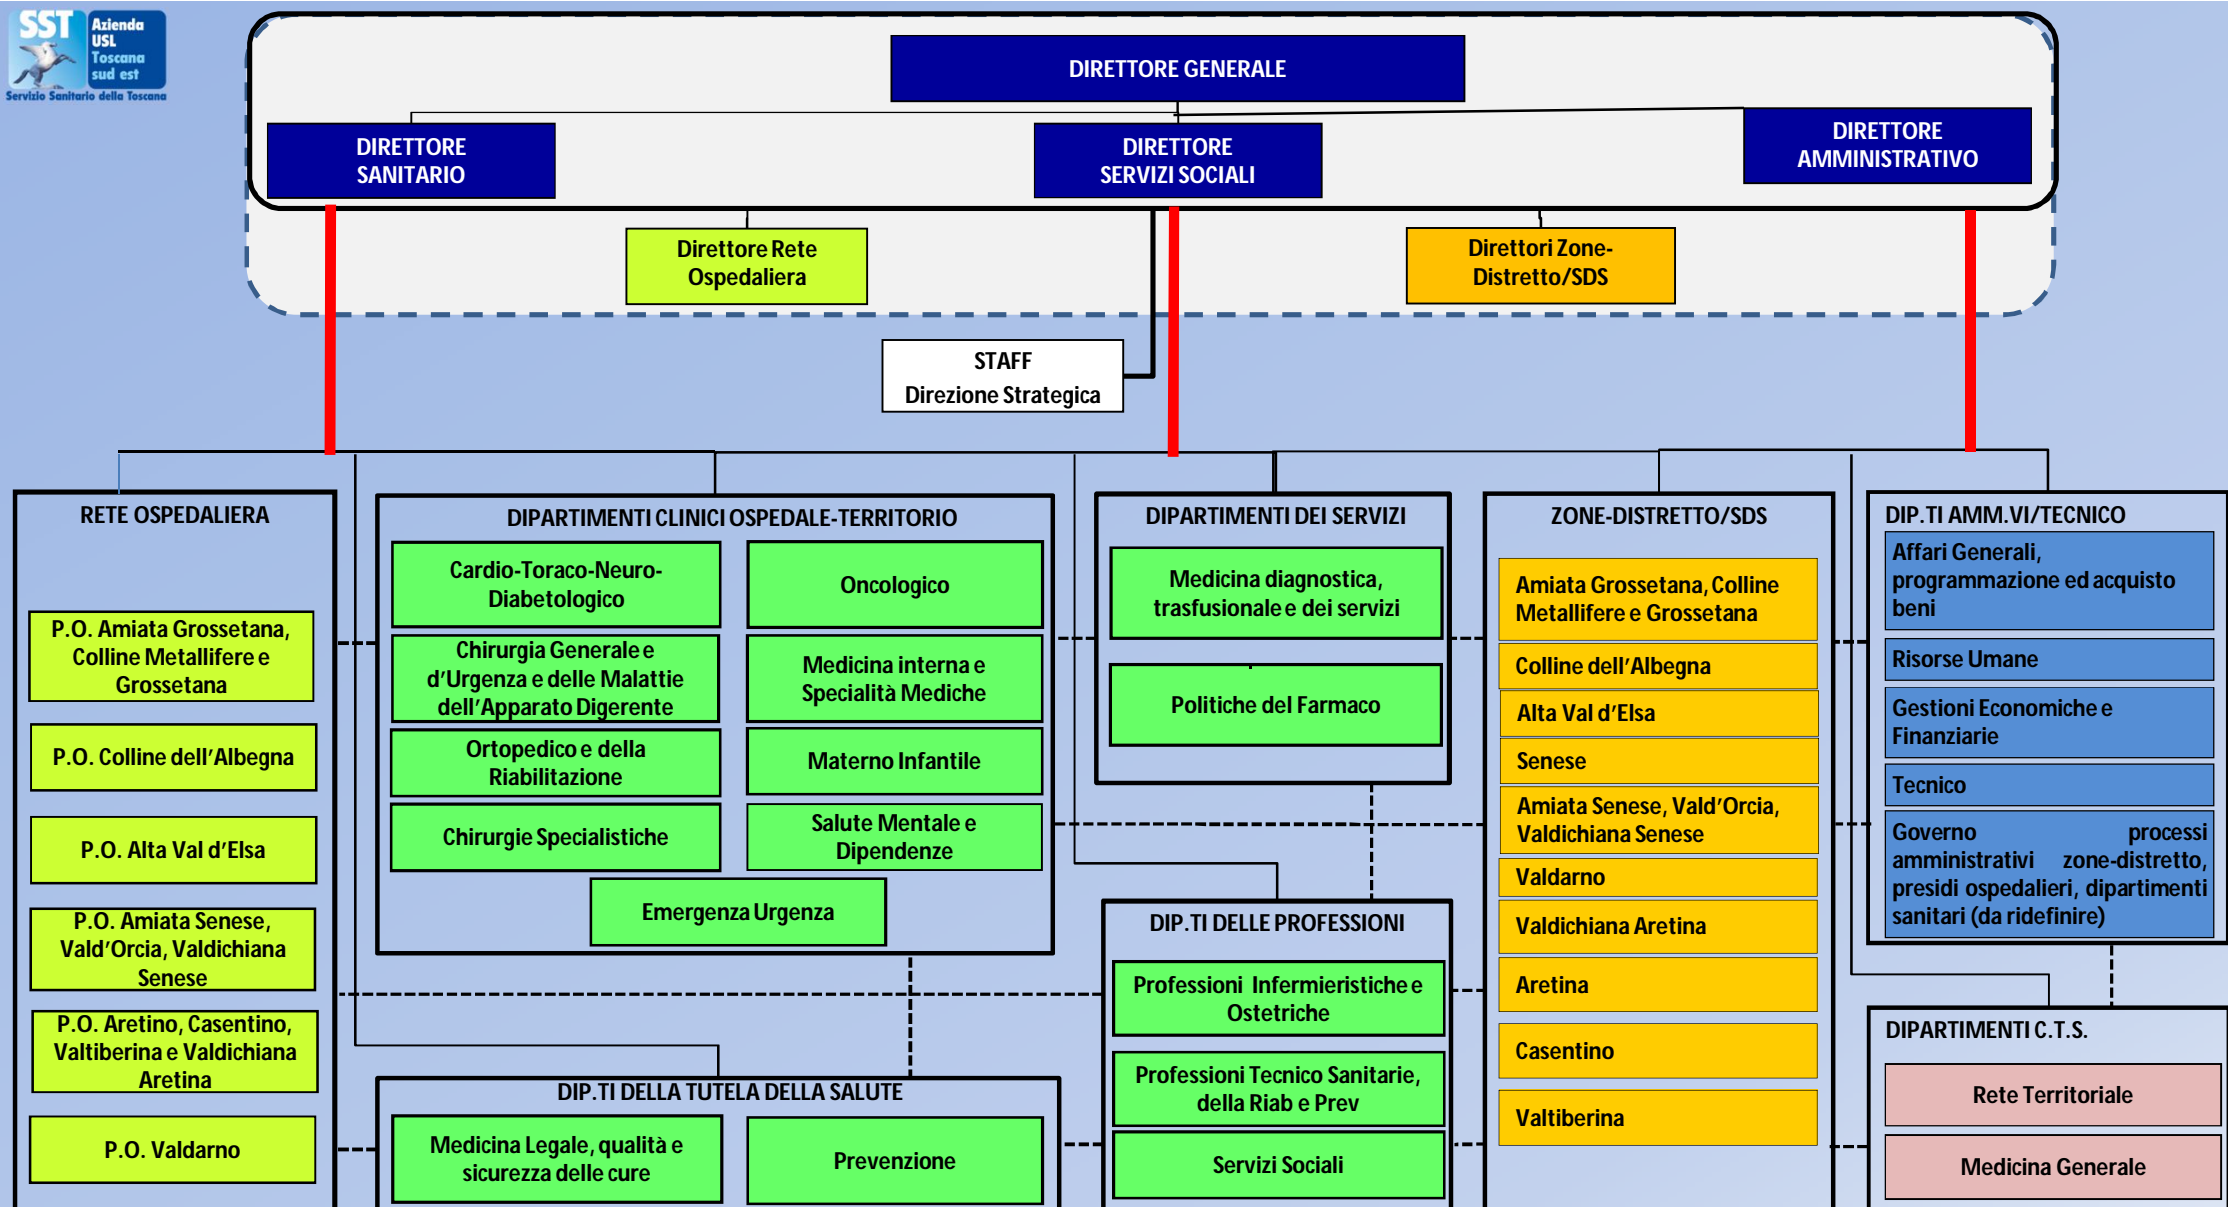 SST
Azienda
USL
Toscana
sud est
Servizio Sanitario della Toscana
DIRETTORE GENERALE
DIRETTORE
SANITARIO
DIRETTORE
SERVIZI SOCIALI
DIRETTORE
AMMINISTRATIVO
Direttore Rete
Ospedaliera
Direttori Zone-
Distretto/SDS
STAFF
Direzione Strategica
RETE OSPEDALIERA
P.O. Amiata Grossetana,
Colline Metallifere e
Grossetana
P.O. Colline dell'Albegna
P.O. Alta Val d'Elsa
P.O. Amiata Senese,
Vald'Orcia, Valdichiana
Senese
P.O. Aretino, Casentino,
Valtiberina e Valdichiana
Aretina
P.O. Valdarno
DIPARTIMENTI CLINICI OSPEDALE-TERRITORIO
Cardio-Toraco-Neuro-
Diabetologico
Oncologico
Chirurgia Generale e
d'Urgenza e delle Malattie
dell'Apparato Digerente
Medicina interna e
Specialità Mediche
Ortopedico e della
Riabilitazione
Materno Infantile
Chirurgie Specialistiche
Salute Mentale e
Dipendenze
Emergenza Urgenza
DIP.TI DELLA TUTELA DELLA SALUTE
Medicina Legale, qualità e
sicurezza delle cure
Prevenzione
DIPARTIMENTI DEI SERVIZI
Medicina diagnostica,
trasfusionale e dei servizi
Politiche del Farmaco
DIP.TI DELLE PROFESSIONI
Professioni Infermieristiche e
Ostetriche
Professioni Tecnico Sanitarie,
della Riab e Prev
Servizi Sociali
ZONE-DISTRETTO/SDS
Amiata Grossetana, Colline
Metallifere e Grossetana
Colline dell'Albegna
Alta Val d'Elsa
Senese
Amiata Senese, Vald'Orcia,
Valdichiana Senese
Valdarno
Valdichiana Aretina
Aretina
Casentino
Valtiberina
DIP.TI AMM.VI/TECNICO
Affari Generali,
programmazione ed acquisto
beni
Risorse Umane
Gestioni Economiche e
Finanziarie
Tecnico
Governo processi
amministrativi zone-distretto,
presidi ospedalieri, dipartimenti
sanitari (da ridefinire)
DIPARTIMENTI C.T.S.
Rete Territoriale
Medicina Generale